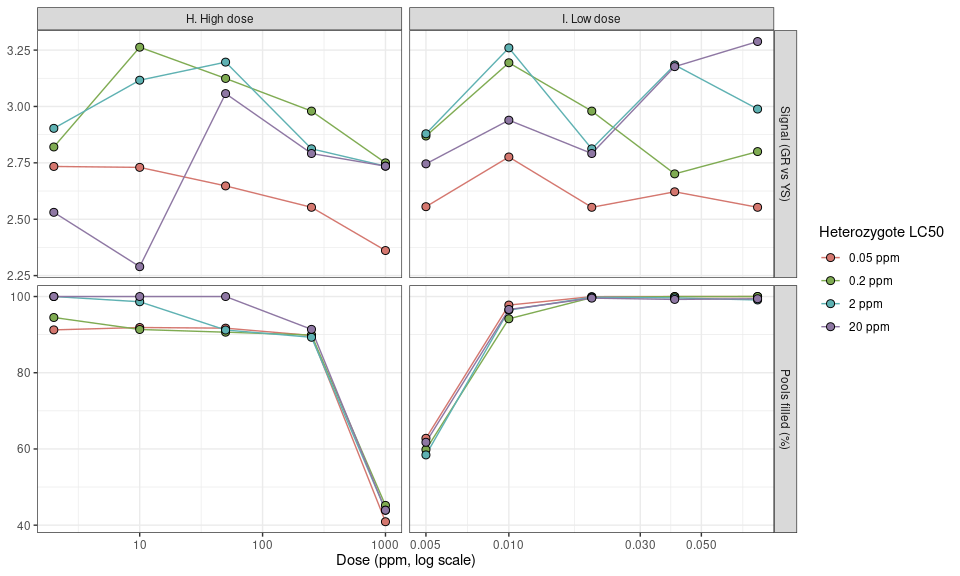 H. High dose
I. Low dose
3.25
3.00
2.75
2.50
2.25
Signal (GR vs YS)
100
80
60
40
Pools filled (%)
10
100
1000
0.005
0.010
0.030
0.050
Dose (ppm, log scale)
Heterozygote LC50
0.05 ppm
0.2 ppm
2 ppm
20 ppm